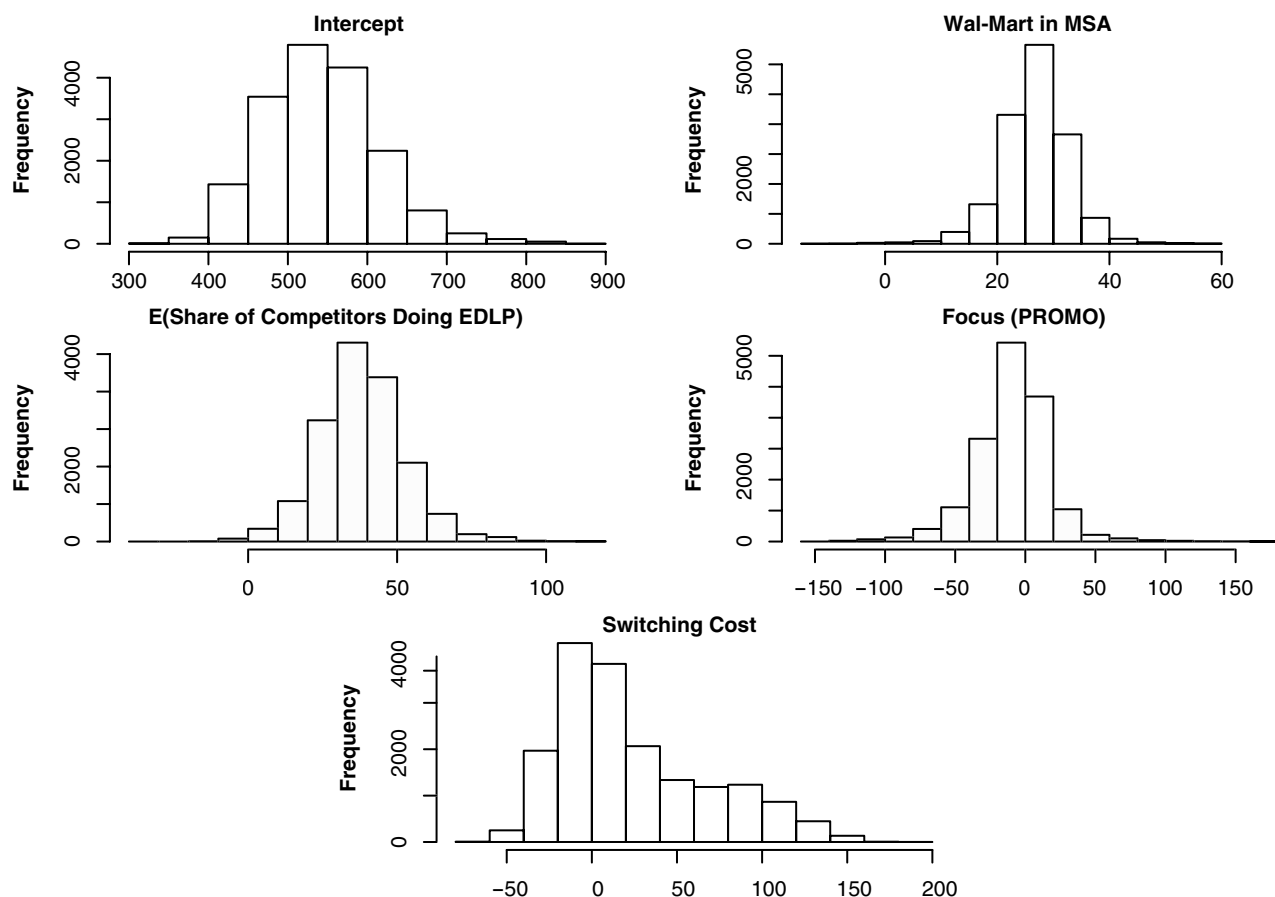 Intercept
Frequency
4000
2000
0
300 400 500 600 700 800 900
Wal-Mart in MSA
Frequency
5000
2000
0
0 20 40 60
E(Share of Competitors Doing EDLP)
Frequency
4000
2000
0
0 50 100
Focus (PROMO)
Frequency
5000
2000
0
−150 −100 −50 0 50 100 150
Switching Cost
Frequency
4000
2000
0
−50 0 50 100 150 200